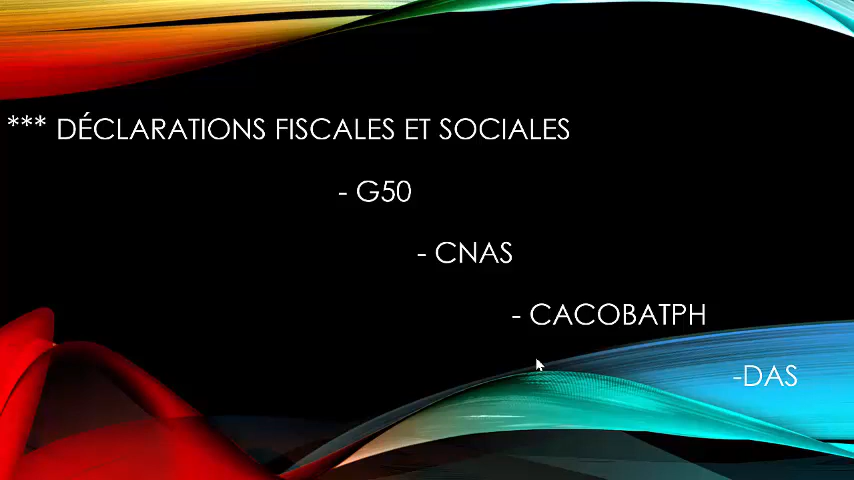 *** DÉCLARATIONS FISCALES ET SOCIALES
- G50
- CNAS
- CACOBATPH
-DAS